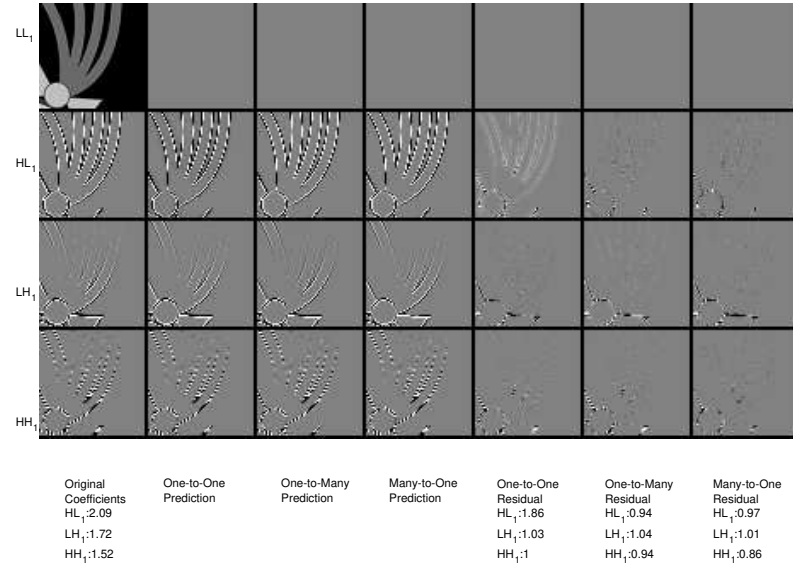 LL1
HL1
LH1
HH1
Original Coefficients
HL1:2.09
LH1:1.72
HH1:1.52
One-to-One Prediction
One-to-Many Prediction
Many-to-One Prediction
One-to-One Residual
HL1:1.86
LH1:1.03
HH1:1
One-to-Many Residual
HL1:0.94
LH1:1.04
HH1:0.94
Many-to-One Residual
HL1:0.97
LH1:1.01
HH1:0.86